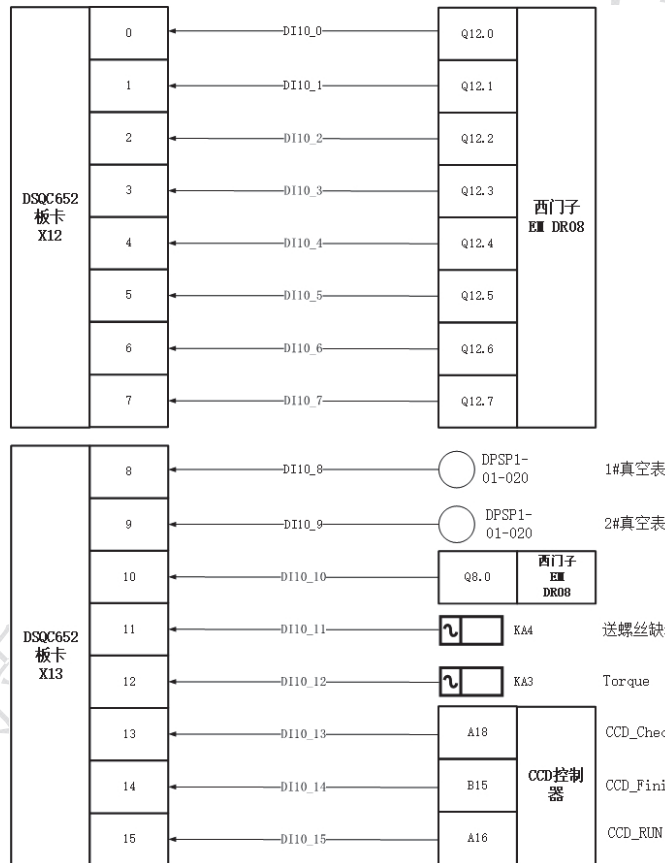 0 DI10_0 Q12.0
1 DI10_1 Q12.1
2 DI10_2 Q12.2
3 DI10_3 Q12.3
DSQC652
板卡
X12
西门子
EM DR08
4 DI10_4 Q12.4
5 DI10_5 Q12.5
6 DI10_6 Q12.6
7 DI10_7 Q12.7
8 DI10_8 DPSP1-
01-020
1#真空表
9 DI10_9 DPSP1-
01-020
2#真空表
10 DI10_10 Q8.0
西门子
EM
DR08
DSQC652
板卡
X13
11 DI10_11 KA4 送螺丝缺
12 DI10_12 KA3 Torque
13 DI10_13 A18 CCD_Chec
CCD控制
器
14 DI10_14 B15 CCD_Fini
15 DI10_15 A16 CCD_RUN